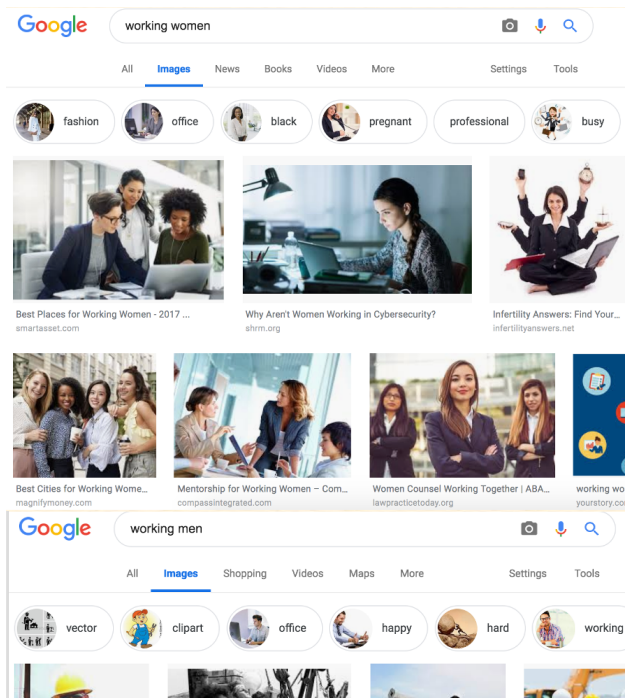 Google working women
All Images News Books Videos More Settings Tools
fashion office black pregnant professional busy
Best Places for Working Women - 2017 ... Why Aren't Women Working in Cybersecurity? Infertility Answers: Find Your...
smartasset.com shrm.org infertilityanswers.net
Best Cities for Working Wome... Mentorship for Working Women – Com... Women Counsel Working Together | ABA... working wo
magnifymoney.com compassintegrated.com lawpracticetoday.org yourstory.co
Google working men
All Images Shopping Videos Maps More Settings Tools
vector clipart office happy hard working